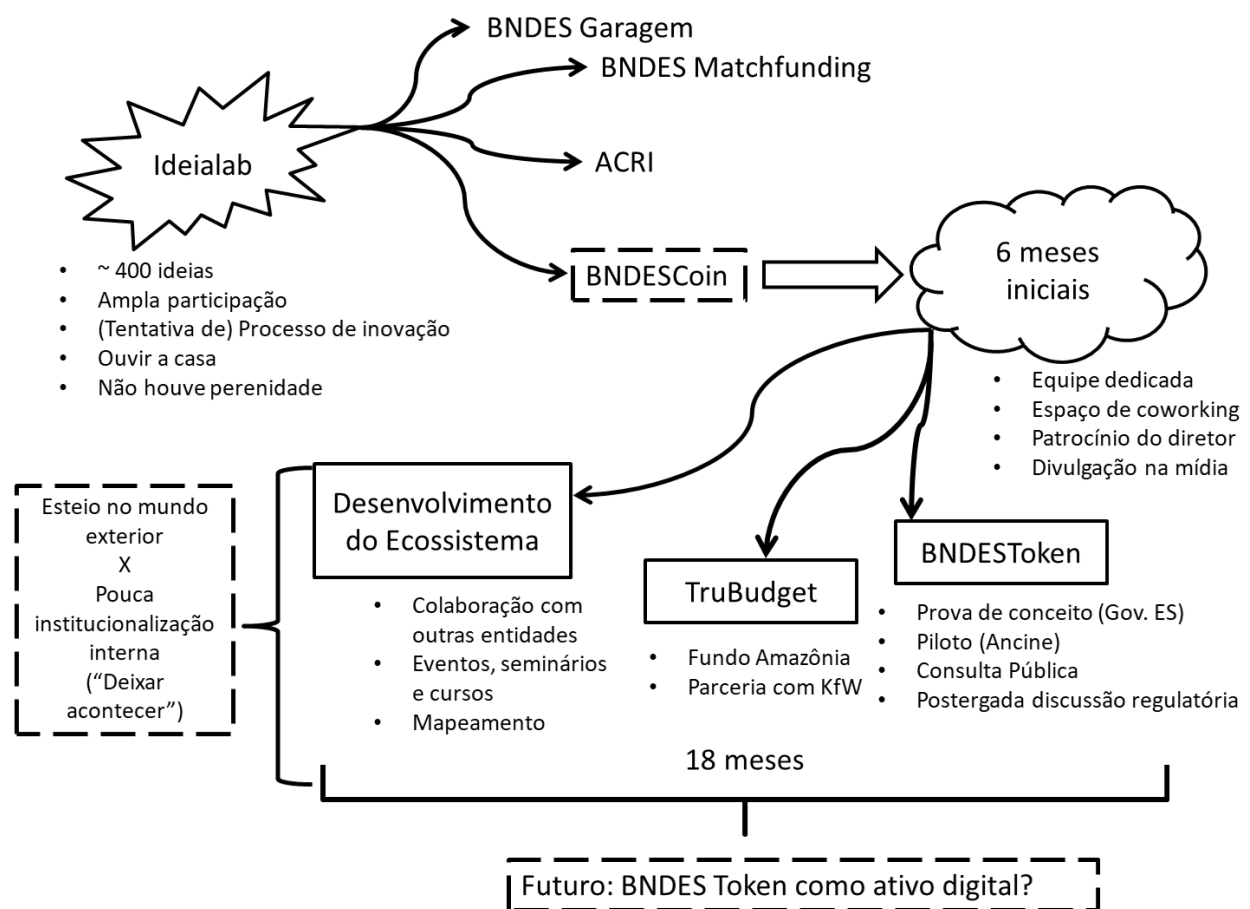 BNDES Garagem
BNDES Matchfunding
Ideialab
ACRI
BNDESCoin
6 meses
iniciais
• ~ 400 ideias
• Ampla participação
• (Tentativa de) Processo de inovação
• Ouvir a casa
• Não houve perenidade
• Equipe dedicada
• Espaço de coworking
• Patrocínio do diretor
• Divulgação na mídia
Esteio no mundo
exterior
X
Pouca
institucionalização
interna
(“Deixar
acontecer”)
Desenvolvimento
do Ecossistema
• Colaboração com
outras entidades
• Eventos, seminários
e cursos
• Mapeamento
TruBudget
• Fundo Amazônia
• Parceria com KfW
BNDESToken
• Prova de conceito (Gov. ES)
• Piloto (Ancine)
• Consulta Pública
• Postergada discussão regulatória
18 meses
Futuro: BNDES Token como ativo digital?